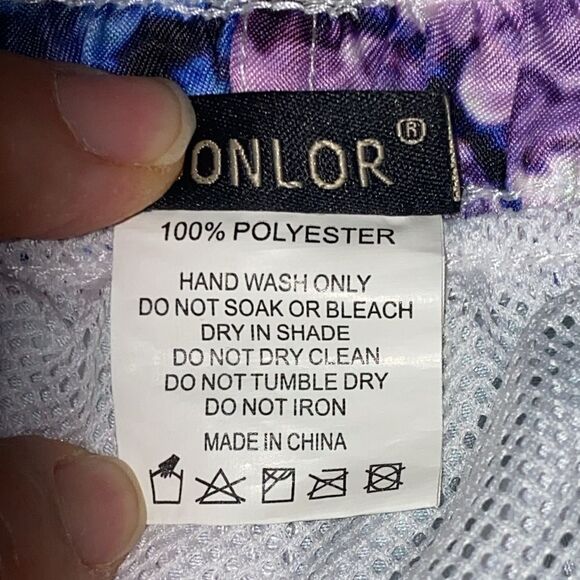 ONLOR®
100% POLYESTER
HAND WASH ONLY
DO NOT SOAK OR BLEACH
DRY IN SHADE
DO NOT DRY CLEAN
DO NOT TUMBLE DRY
DO NOT IRON
MADE IN CHINA